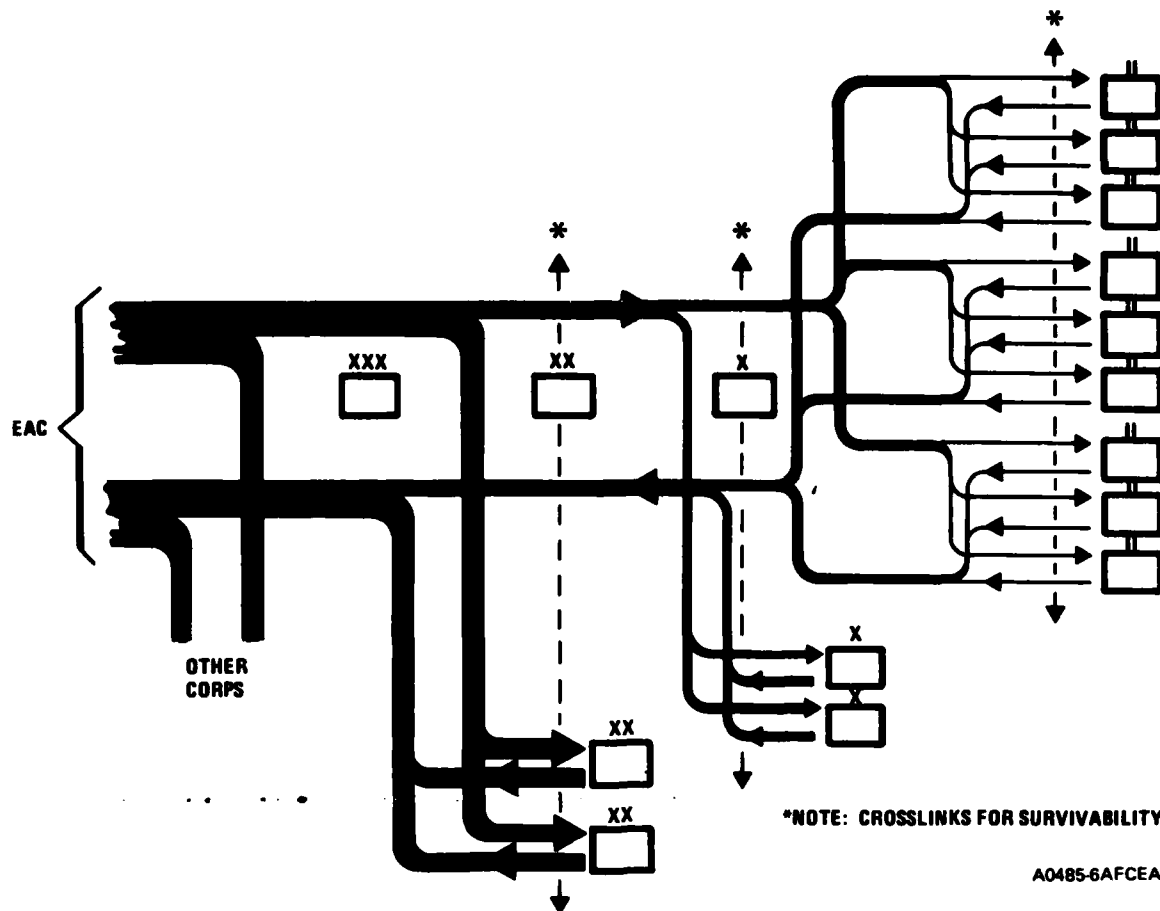 *
||
||
||
* *
||
||
||
XXX XX X
EAC
||
||
||
X
OTHER
CORPS
X
XX
*NOTE: CROSSLINKS FOR SURVIVABILITY
XX
A0485-6AFCEA